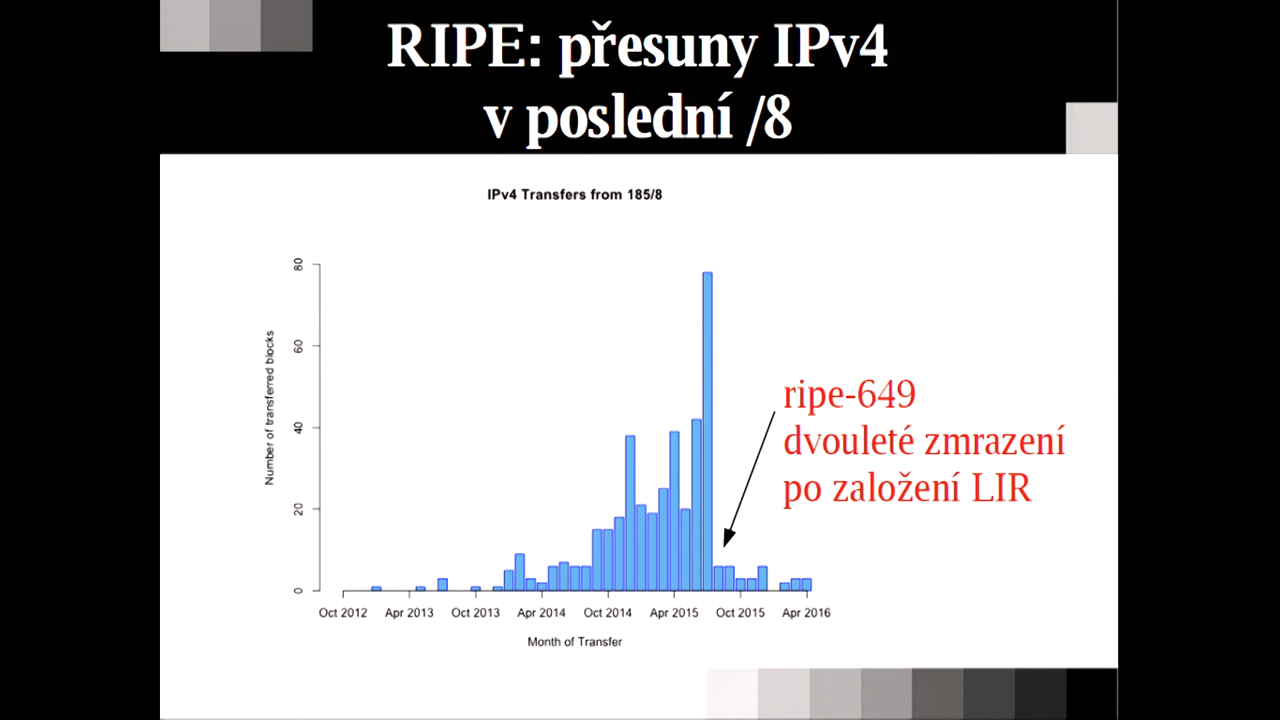 RIPE: přesuny IPv4
v poslední /8
IPv4 Transfers from 185/8
Number of transferred blocks
80
60
40
20
0
ripe-649
dvouleté zmrazení
po založení LIR
Oct 2012 Apr 2013 Oct 2013 Apr 2014 Oct 2014 Apr 2015 Oct 2015 Apr 2016
Month of Transfer